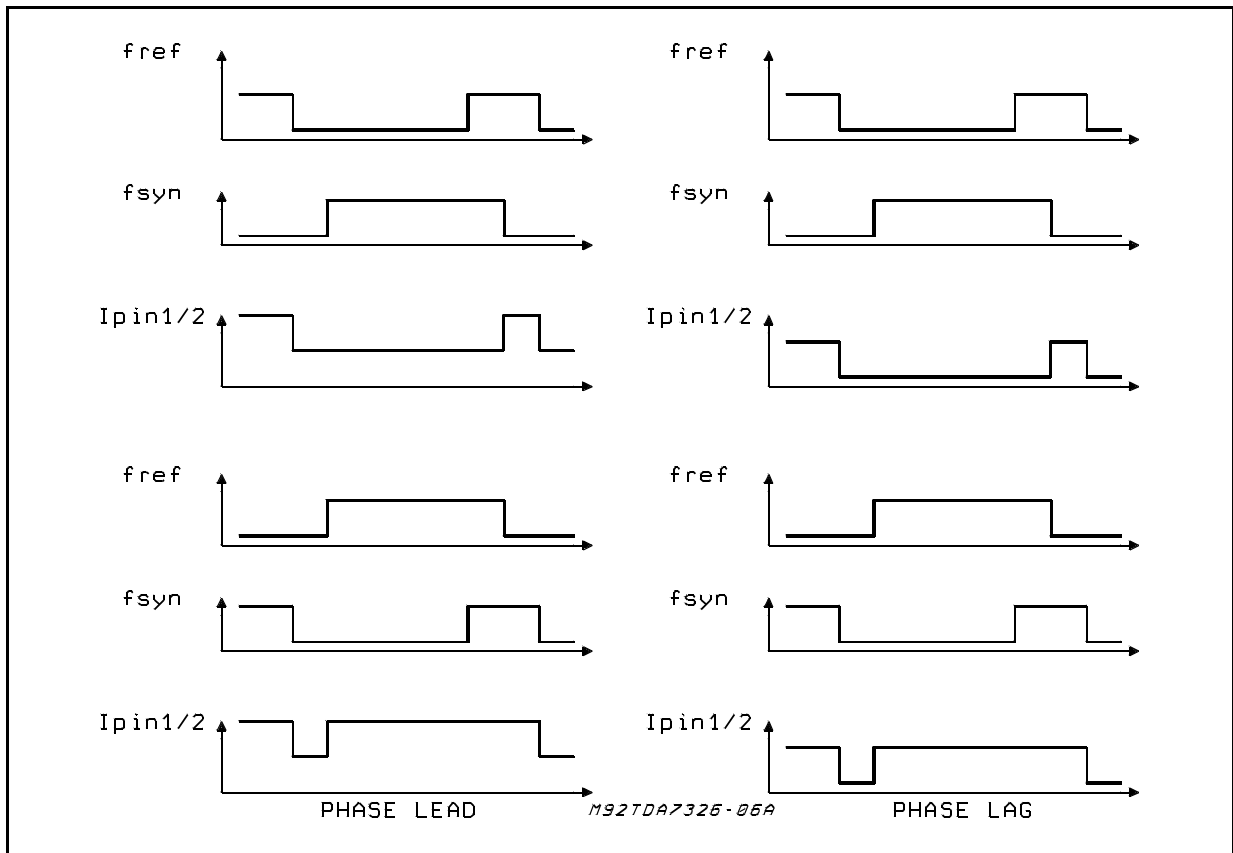 fref fref
fsyn fsyn
Ipin1/2 Ipin1/2
fref fref
fsyn fsyn
Ipin1/2 Ipin1/2
PHASE LEAD M92TDA7326-06A PHASE LAG